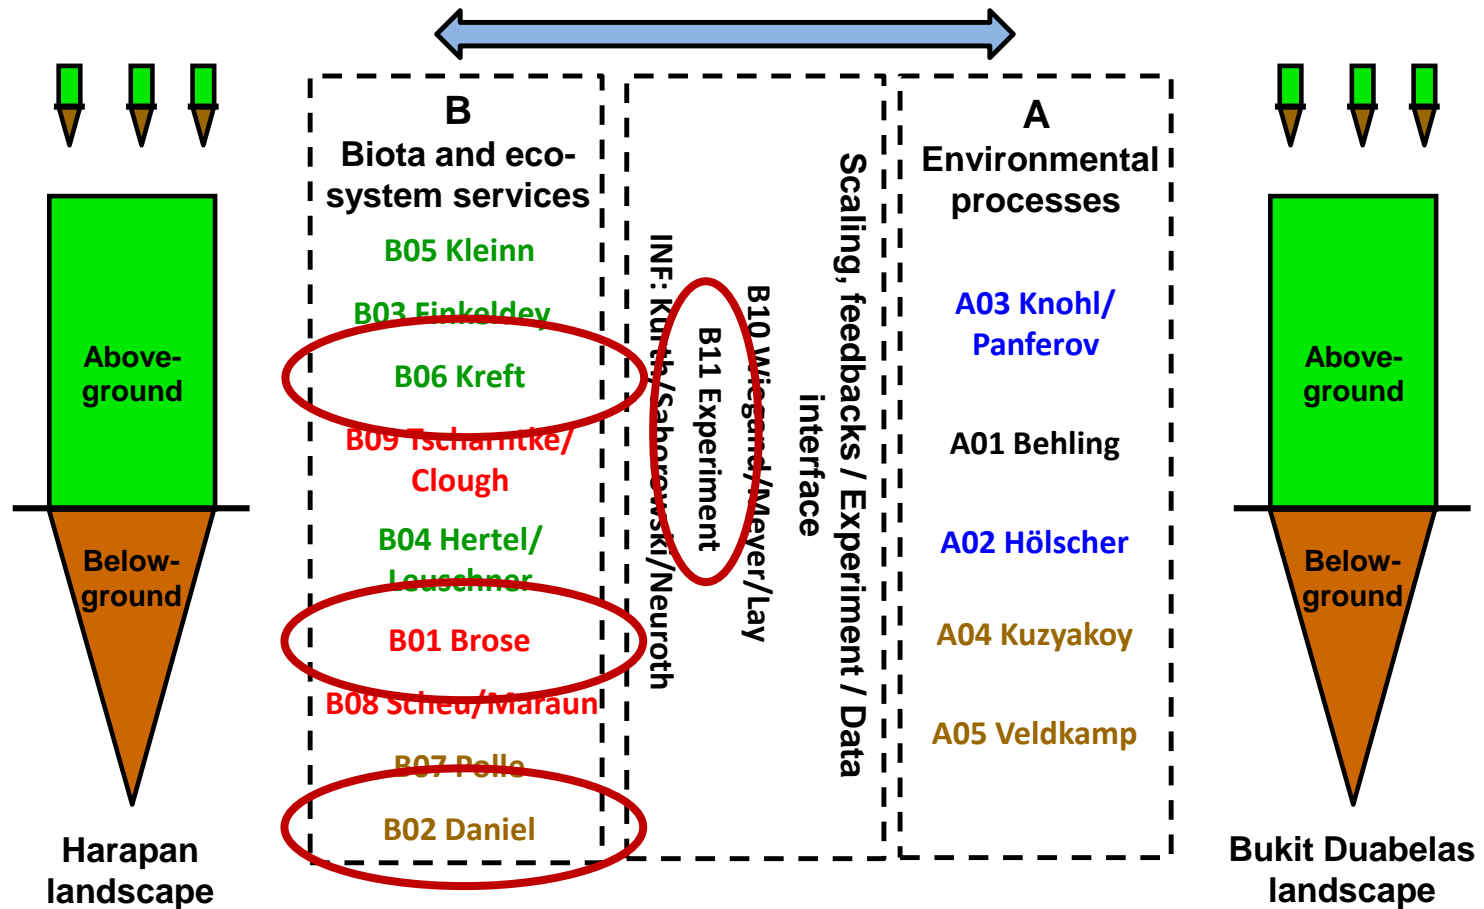 B
Biota and eco-
system services
B05 Kleinn
B03 Finkeldey
B06 Kreft
B09 Tscharntke/
Clough
B04 Hertel/
Leuschner
B01 Brose
B08 Scheu/Maraun
B07 Polle
B02 Daniel
Scaling, feedbacks / Experiment / Data
interface
B10 Wiegand/Meyer/Lay
B11 Experiment
INF: Kurth/Saborowski/Neuroth
A
Environmental
processes
A03 Knohl/
Panferov
A01 Behling
A02 Hölscher
A04 Kuzyakoy
A05 Veldkamp
Above-
ground
Below-
ground
Harapan
landscape
Above-
ground
Below-
ground
Bukit Duabelas
landscape